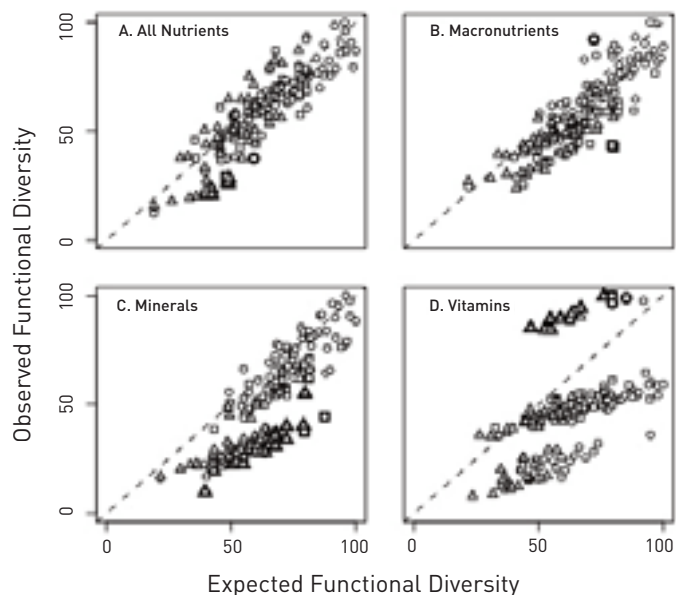 A. All Nutrients
B. Macronutrients
100
50
0
C. Minerals
D. Vitamins
100
50
0
0
50
100
0
50
100
Observed Functional Diversity
Expected Functional Diversity